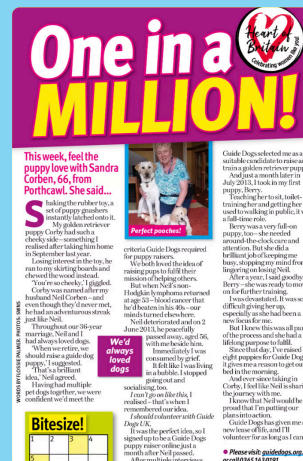 One in a
MILLION!
Heart of
Britain
Celebrating women like you
This week, feel the
puppy love with Sandra
Corben, 66, from
Porthcawl. She said...
Shaking the rubber toy, a
set of puppy gnashers
instantly latched onto it.
My golden retriever
puppy Corby had such a
cheeky side – something I
realised after taking him home
in September last year.
Losing interest in the toy, he
ran to my skirting boards and
chewed the wood instead.
'You're so cheeky,' I giggled.
Corby was named after my
husband Neil Corben – and
even though they'd never met,
he had an adventurous streak
just like Neil.
Throughout our 36-year
marriage, Neil and I
had always loved dogs.
'When we retire, we
should raise a guide dog
puppy,' I suggested.
'That's a brilliant
idea,' Neil agreed.
Having had multiple
pet dogs together, we were
confident we'd meet the
WORDS BY FLOSSIE PALMER. PHOTOS: SWNS
Bitesize!
2 3 4
5
Perfect pooches!
criteria Guide Dogs required
for puppy raisers.
We both loved the idea of
raising pups to fulfil their
mission of helping others.
But when Neil's non-
Hodgkin lymphoma returned
at age 53 – blood cancer that
he'd beaten in his 40s – our
minds turned elsewhere.
Neil deteriorated and on 2
June 2013, he peacefully
passed away, aged 56,
with me beside him.
Immediately I was
consumed by grief.
It felt like I was living
in a bubble. I stopped
going out and
socialising, too.
I can't go on like this, I
realised – that's when I
remembered our idea.
I should volunteer with Guide
Dogs UK.
It was the perfect idea, so I
signed up to be a Guide Dogs
puppy raiser online just a
month after Neil passed.
After multiple interviews,
We'd
always
loved
dogs
Guide Dogs selected me as a
suitable candidate to raise and
train a golden retriever puppy.
And just a month later in
July 2013, I took in my first
puppy, Berry.
Teaching her to sit, toilet-
training her and getting her
used to walking in public, it was
a full-time role.
Berry was a very full-on
puppy, too – she needed
around-the-clock care and
attention. But she did a
brilliant job of keeping me
busy, stopping my mind from
lingering on losing Neil.
After a year, I said goodbye to
Berry – she was ready to move
on for further training.
I was devastated. It was so
difficult giving her up,
especially as she had been a
new focus for me.
But I knew this was all part
of the process and she had a
lifelong purpose to fulfil.
Since that day, I've raised
eight puppies for Guide Dogs.
It gives me a reason to get out of
bed in the morning.
And ever since taking in
Corby, I feel like Neil is sharing
the journey with me.
I know that Neil would be
proud that I'm putting our
plans into action.
Guide Dogs has given me a
new lease of life, and I'll
volunteer for as long as I can.
● Please visit: guidedogs.org.uk